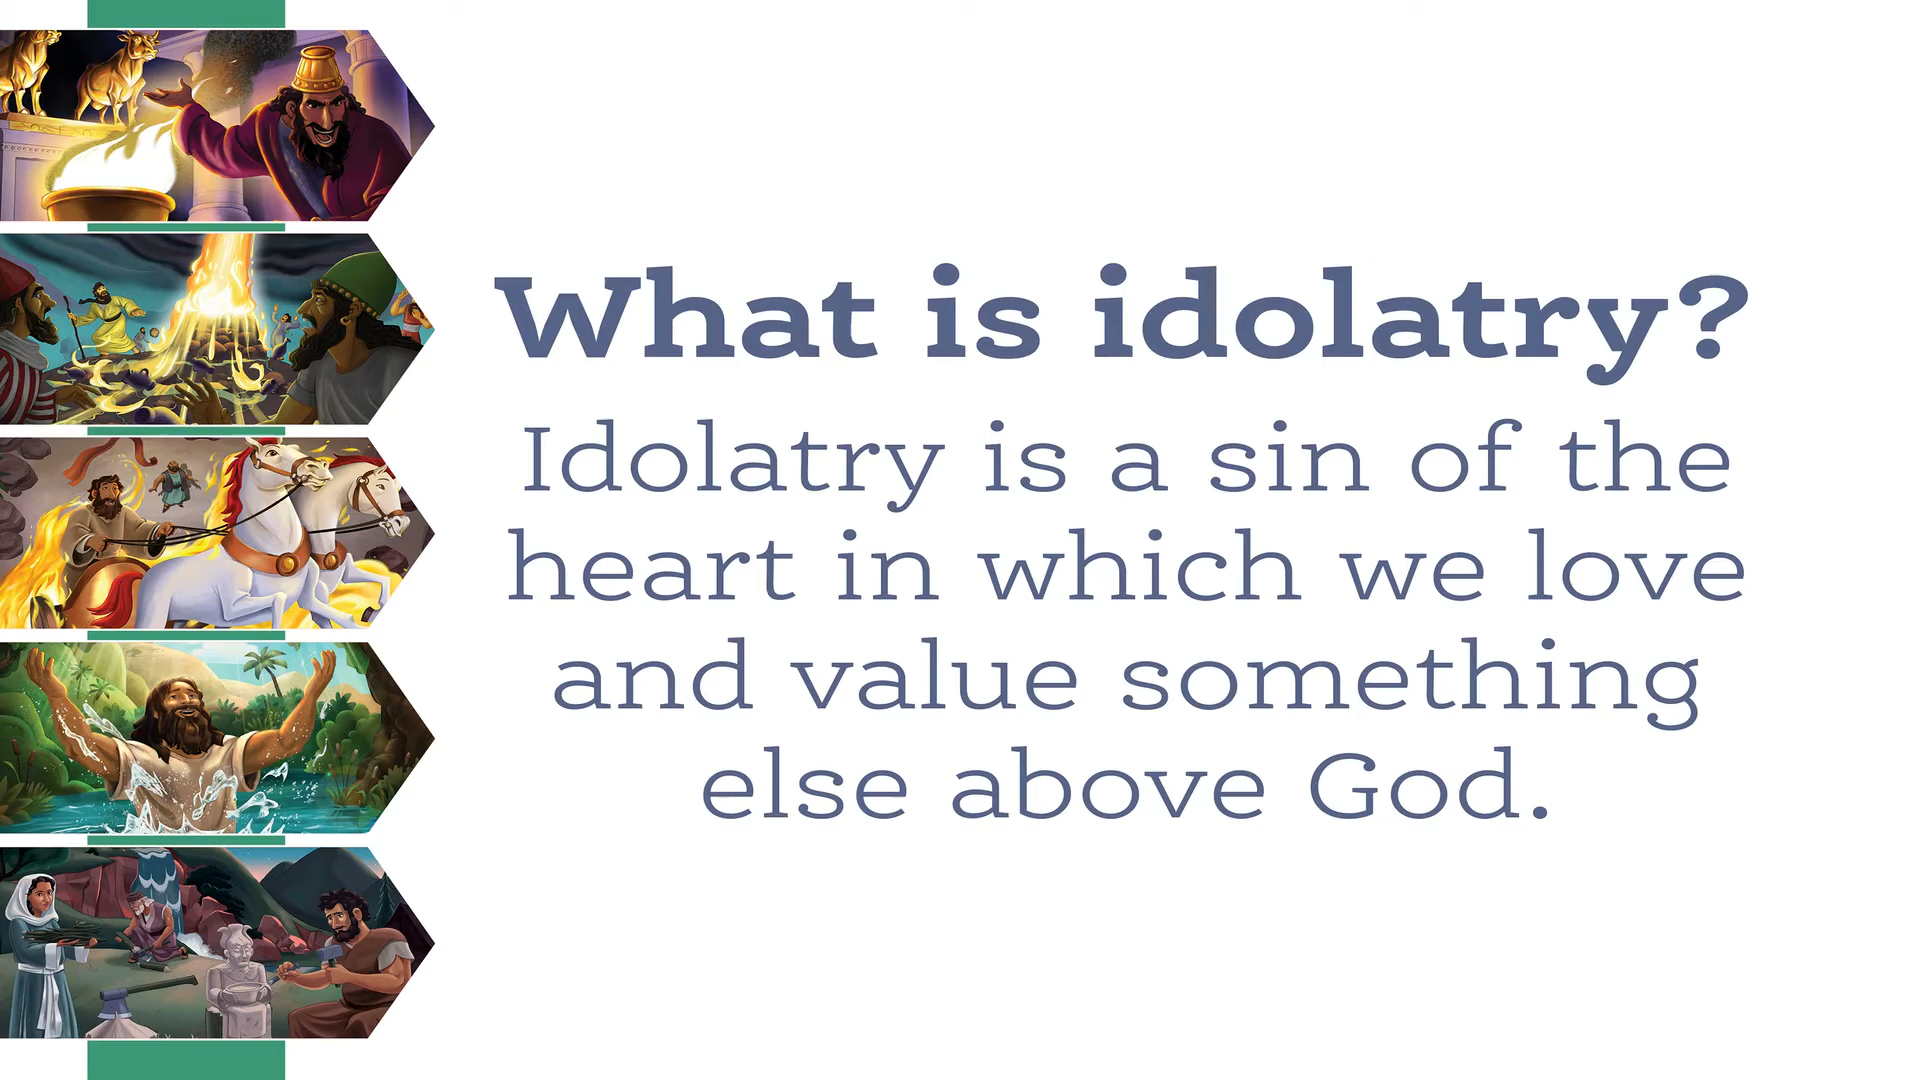 What is idolatry?
Idolatry is a sin of the
heart in which we love
and value something
else above God.